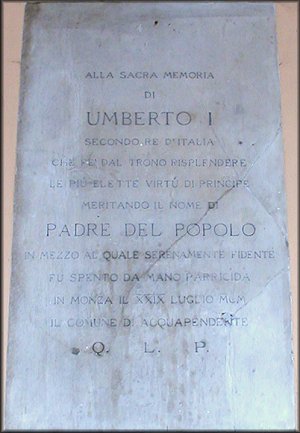 ALLA SACRA MEMORIA
DI
UMBERTO I
SECONDO RE D'ITALIA
CHE FE' DAL TRONO RISPLENDERE
LE PIÙ ELETTE VIRTÙ DI PRINCIPE
MERITANDO IL NOME DI
PADRE DEL POPOLO
IN MEZZO AL QUALE SERENAMENTE FIDENTE
FU SPENTO DA MANO PARRICIDA
IN MONZA IL XXIX LUGLIO MCM
IL COMUNE DI ACQUAPENDENTE
Q. L. P.